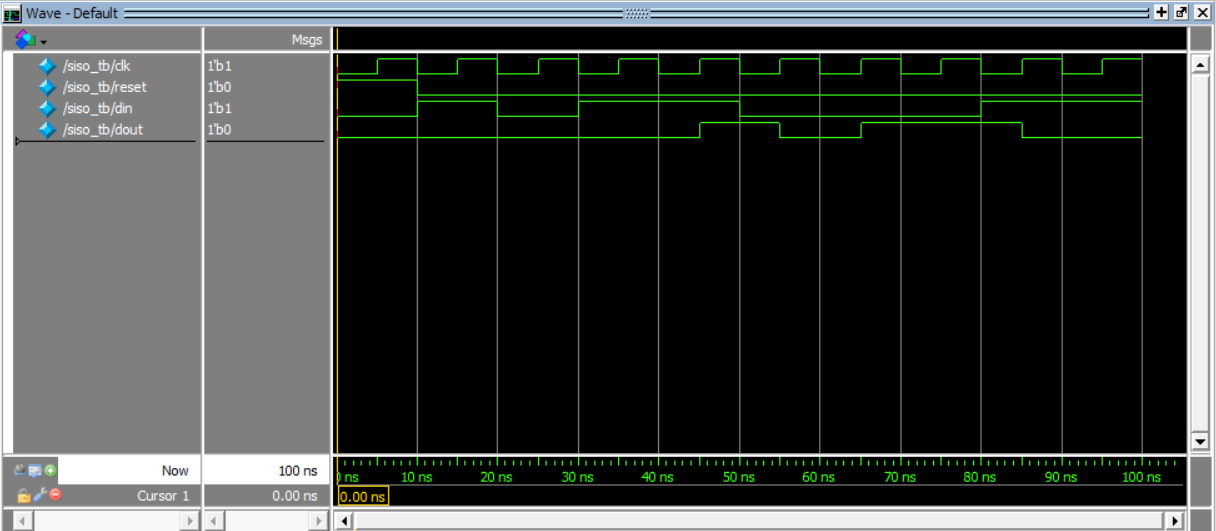 Wave - Default
Msgs
/siso_tb/clk 1'b1
/siso_tb/reset 1'b0
/siso_tb/din 1'b1
/siso_tb/dout 1'b0
Now 100 ns ns 10 ns 20 ns 30 ns 40 ns 50 ns 60 ns 70 ns 80 ns 90 ns 100 ns
Cursor 1 0.00 ns 0.00 ns